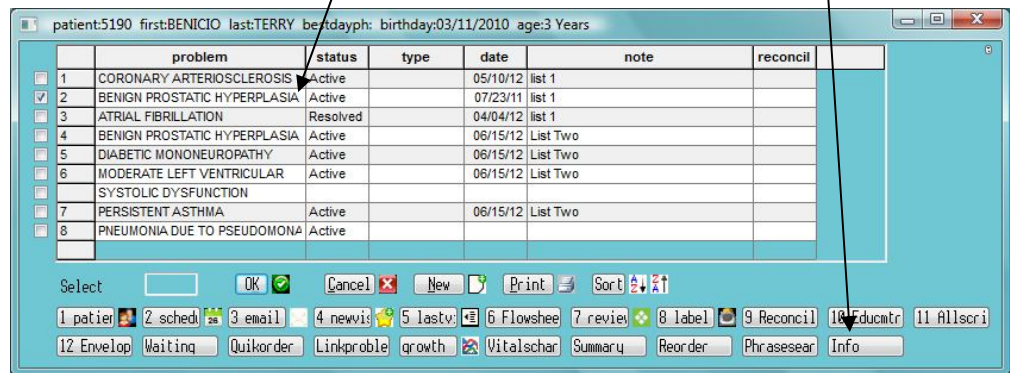 patient:5190 first:BENICIO last:TERRY bestdayph: birthday:03/11/2010 age:3 Years
problem status type date note reconcil
1 CORONARY ARTERIOSCLEROSIS Active 05/10/12 list 1
2 BENIGN PROSTATIC HYPERPLASIA Active 07/23/11 list 1
3 ATRIAL FIBRILLATION Resolved 04/04/12 list 1
4 BENIGN PROSTATIC HYPERPLASIA Active 06/15/12 List Two
5 DIABETIC MONONEUROPATHY Active 06/15/12 List Two
6 MODERATE LEFT VENTRICULAR Active 06/15/12 List Two
SYSTOLIC DYSFUNCTION
7 PERSISTENT ASTHMA Active 06/15/12 List Two
8 PNEUMONIA DUE TO PSEUDOMONA Active
Select OK Cancel New Print Sort
1 patier 2 schedu 3 email 4 newvis 5 lastv: 6 Flowshee 7 review 8 label 9 Reconcil 10 Educmtr 11 Allscri
12 Envelop Waiting Quikorder Linkproble growth Vitalschar Summary Reorder Phrasesear Info